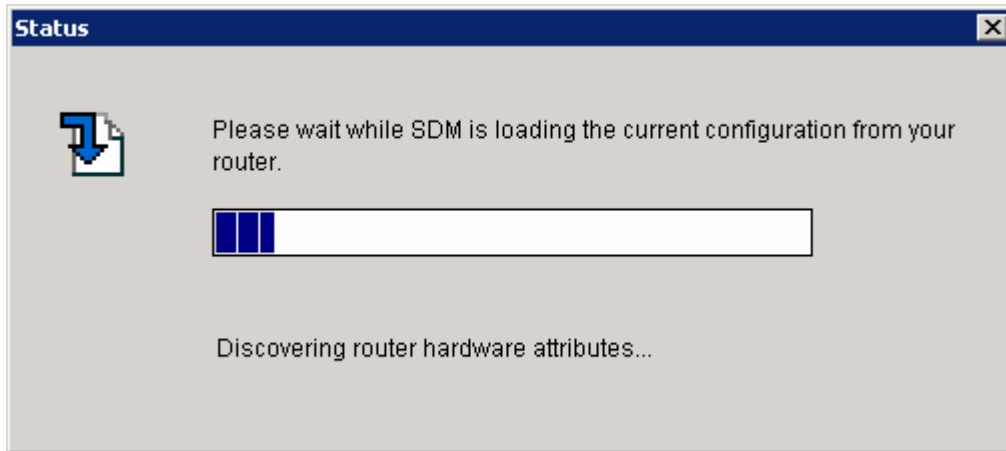 Status
Please wait while SDM is loading the current configuration from your
router.
Discovering router hardware attributes...